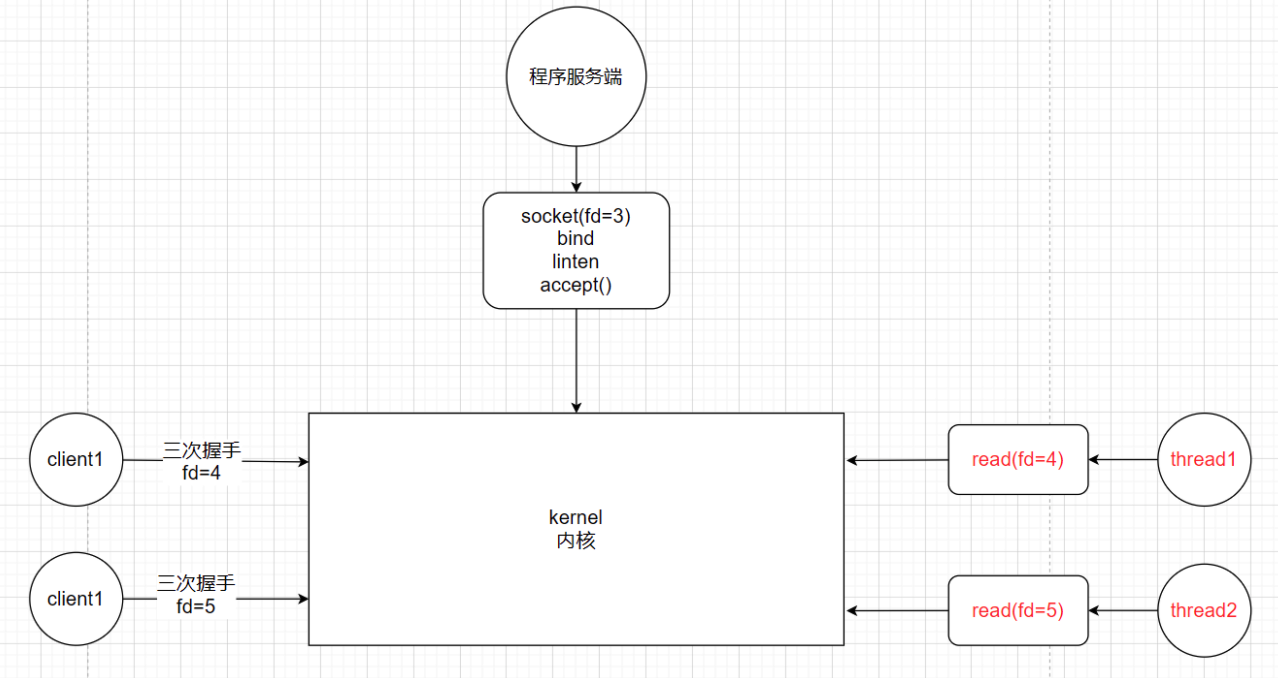 程序服务端
socket(fd=3)
bind
linten
accept()
client1
三次握手
fd=4
kernel
内核
read(fd=4)
thread1
client1
三次握手
fd=5
read(fd=5)
thread2